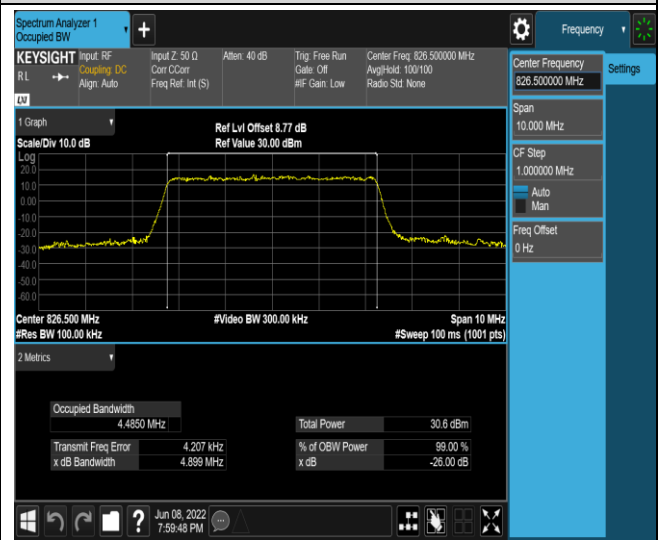 Spectrum Analyzer 1
Occupied BW
+
Frequency
KEYSIGHT
R L
LXI
Input: RF
Coupling: DC
Align: Auto
Input Z: 50 Ω
Corr CCorr
Freq Ref: Int (S)
Atten: 40 dB
Trig: Free Run
Gate: Off
#IF Gain: Low
Center Freq: 826.500000 MHz
Avg|Hold: 100/100
Radio Std: None
Center Frequency
826.500000 MHz
Settings
Span
10.000 MHz
CF Step
1.000000 MHz
Auto
Man
Freq Offset
0 Hz
1 Graph
Scale/Div 10.0 dB
Ref Lvl Offset 8.77 dB
Ref Value 30.00 dBm
Log
20.0
10.0
0.00
-10.0
-20.0
-30.0
-40.0
-50.0
-60.0
Center 826.500 MHz
#Video BW 300.00 kHz
Span 10 MHz
#Res BW 100.00 kHz
#Sweep 100 ms (1001 pts)
2 Metrics
Occupied Bandwidth
4.4850 MHz
Total Power 30.6 dBm
Transmit Freq Error 4.207 kHz
% of OBW Power 99.00 %
x dB Bandwidth 4.899 MHz
x dB -26.00 dB
?
Jun 08, 2022
7:59:48 PM